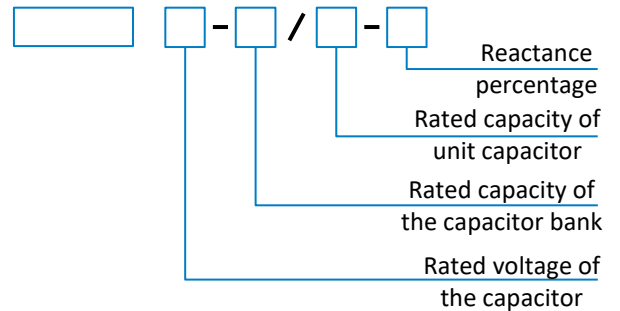 - / -
Reactance
percentage
Rated capacity of
unit capacitor
Rated capacity of
the capacitor bank
Rated voltage of
the capacitor